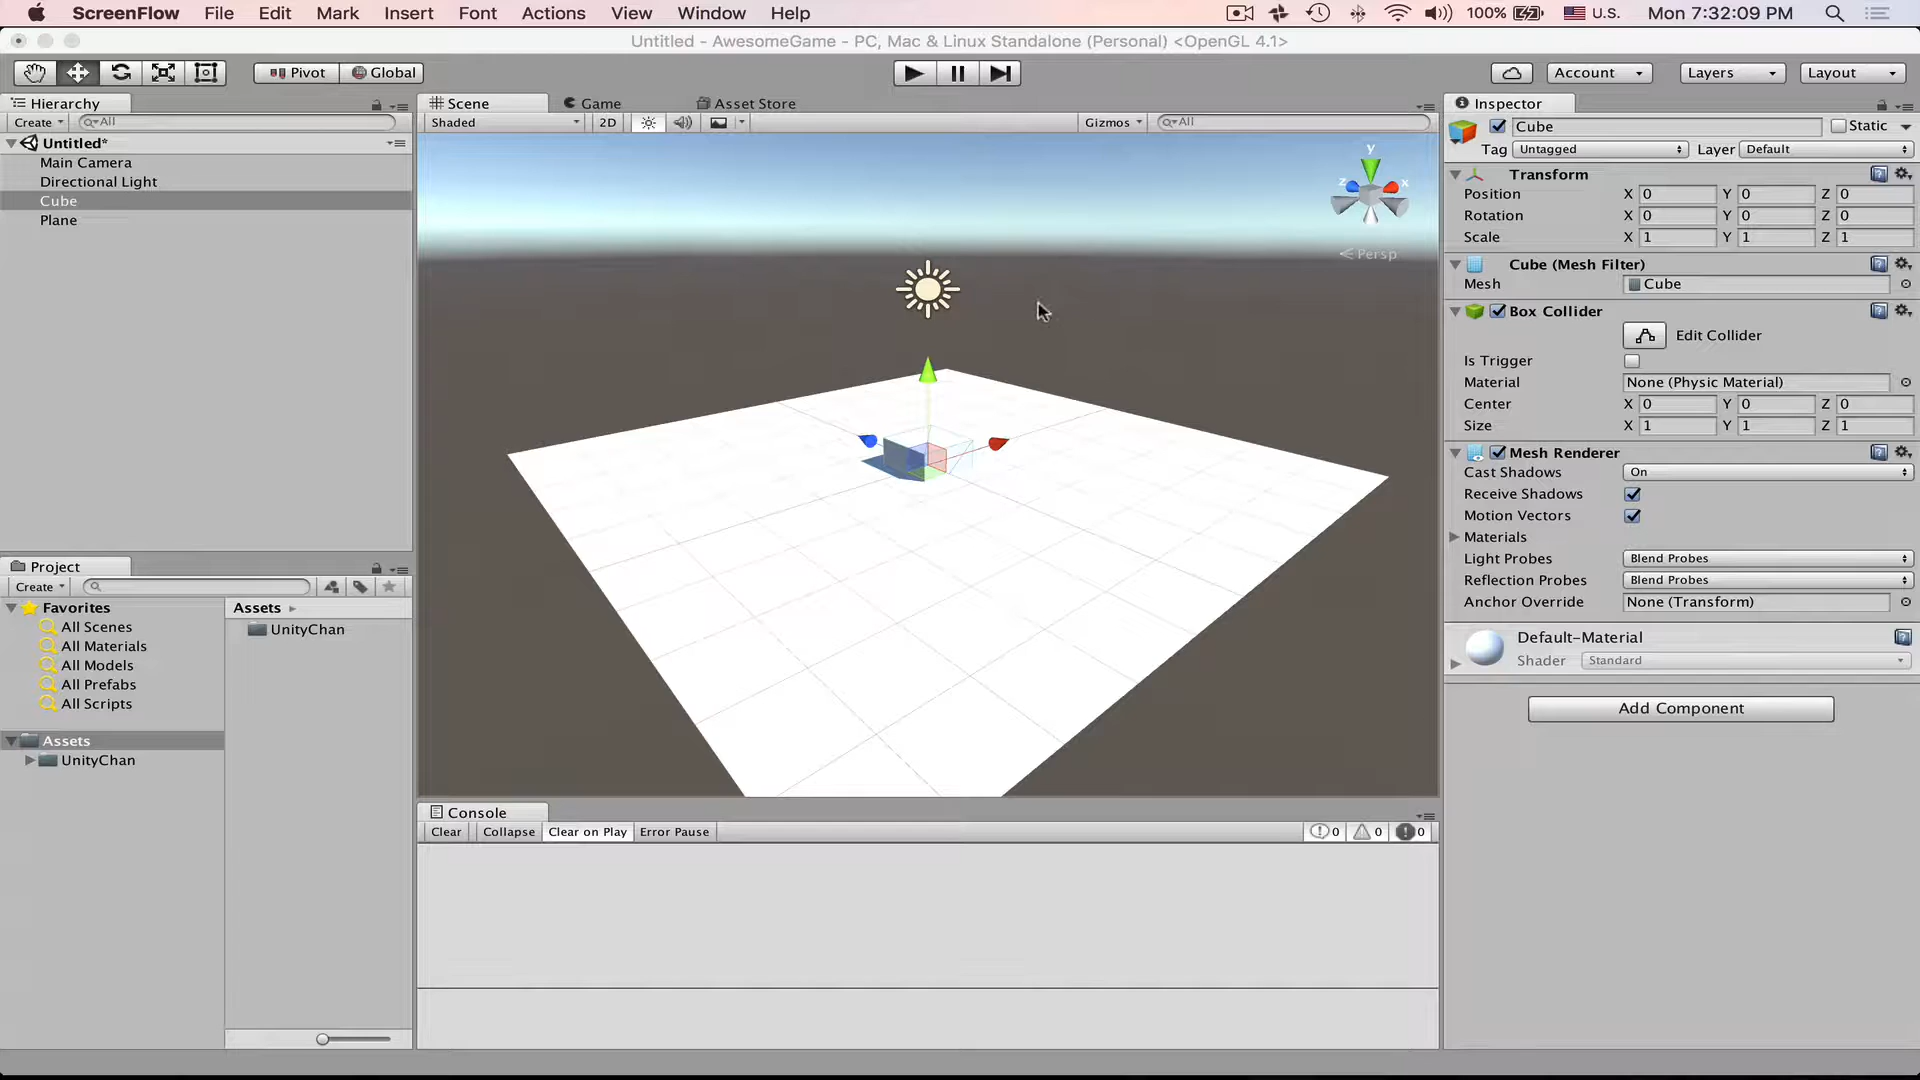 ScreenFlow File Edit Mark Insert Font Actions View Window Help 100% U.S. Mon 7:32:09 PM
Untitled - AwesomeGame - PC, Mac & Linux Standalone (Personal) <OpenGL 4.1>
Pivot Global Account Layers Layout
Hierarchy
Create All
Untitled*
Main Camera
Directional Light
Cube
Plane
Scene Game Asset Store
Shaded 2D Gizmos All
y
z x
Persp
Inspector
Cube Static
Tag Untagged Layer Default
Transform
Position X 0 Y 0 Z 0
Rotation X 0 Y 0 Z 0
Scale X 1 Y 1 Z 1
Cube (Mesh Filter)
Mesh Cube
Box Collider
Edit Collider
Is Trigger
Material None (Physic Material)
Center X 0 Y 0 Z 0
Size X 1 Y 1 Z 1
Mesh Renderer
Cast Shadows On
Receive Shadows
Motion Vectors
Materials
Light Probes Blend Probes
Reflection Probes Blend Probes
Anchor Override None (Transform)
Default-Material
Shader Standard
Add Component
Project
Create
Favorites
All Scenes
All Materials
All Models
All Prefabs
All Scripts
Assets
UnityChan
Assets
UnityChan
Console
Clear Collapse Clear on Play Error Pause 0 0 0